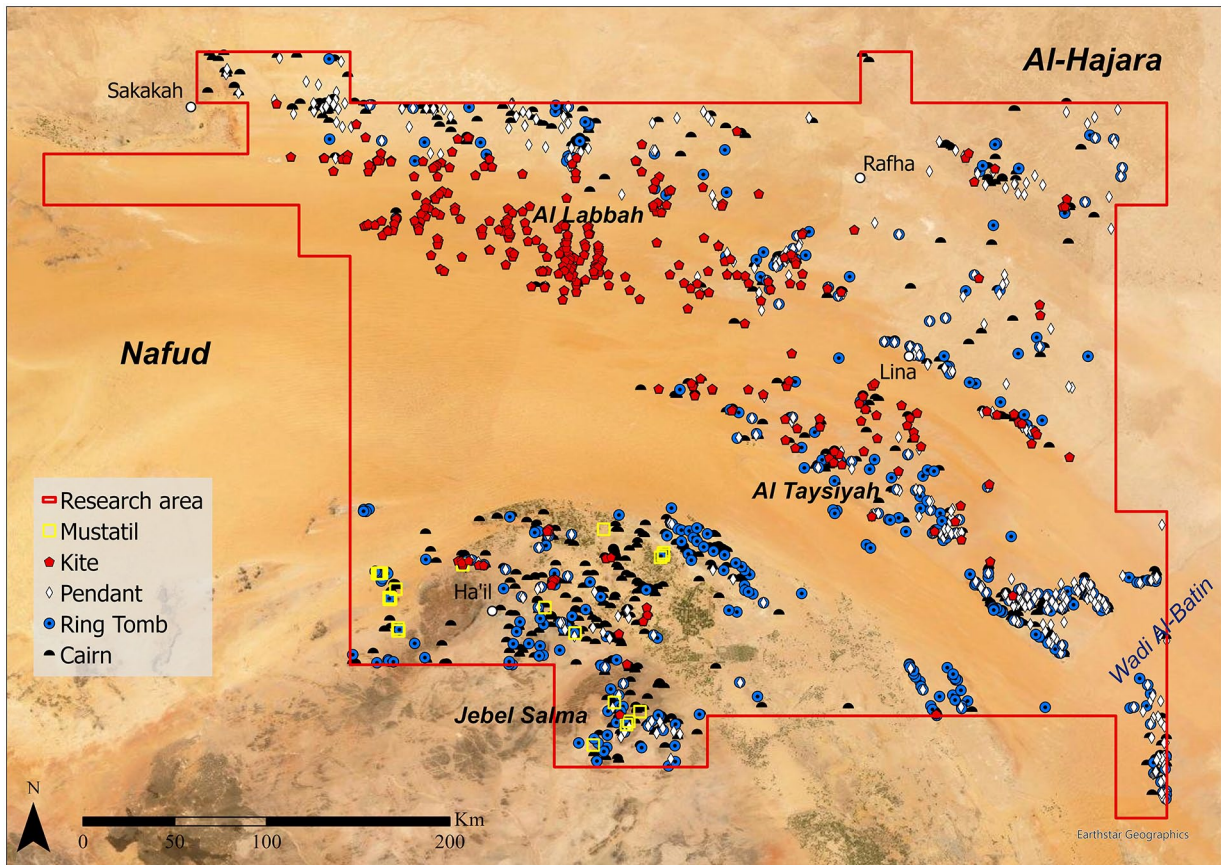 Al-Hajara
Sakakah
Rafha
Al Labbah
Nafud
Lina
Al Taysiyah
Research area
Mustatil
Kite
Pendant
Ring Tomb
Cairn
Ha'il
Wadi Al-Batin
Jebel Salma
N
Km
0 50 100 200
Earthstar Geographics